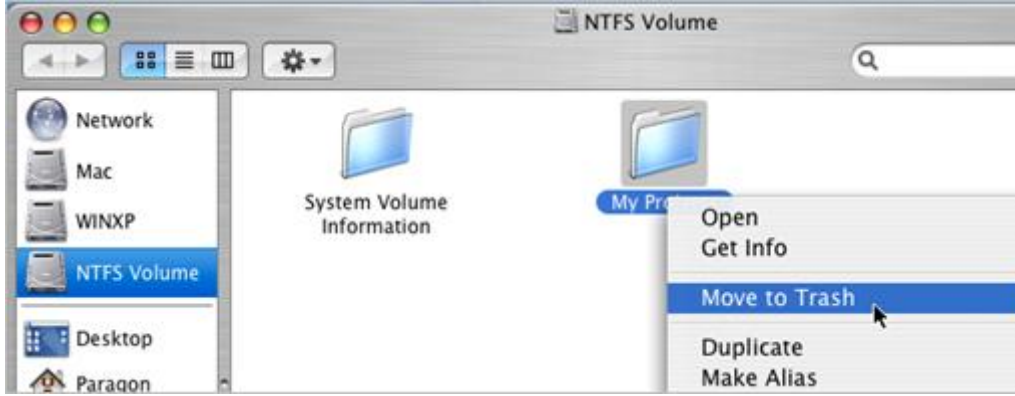 NTFS Volume
Network
Mac
WINXP
NTFS Volume
Desktop
Paragon
System Volume
Information
My
Open
Get Info
Move to Trash
Duplicate
Make Alias